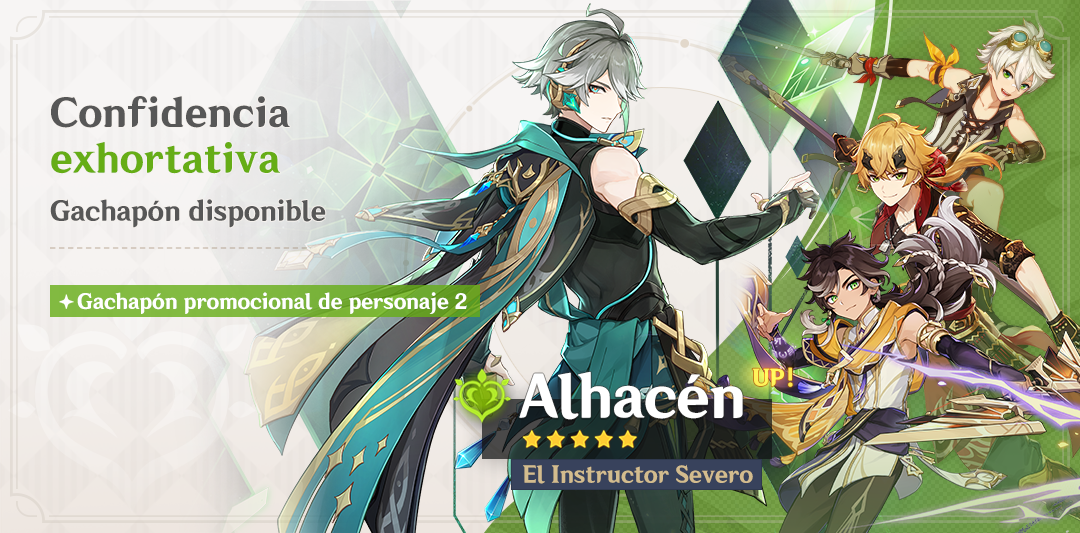 Confidencia
exhortativa
Gachapón disponible
Gachapón promocional de personaje 2
Alhacén
UP!
El Instructor Severo